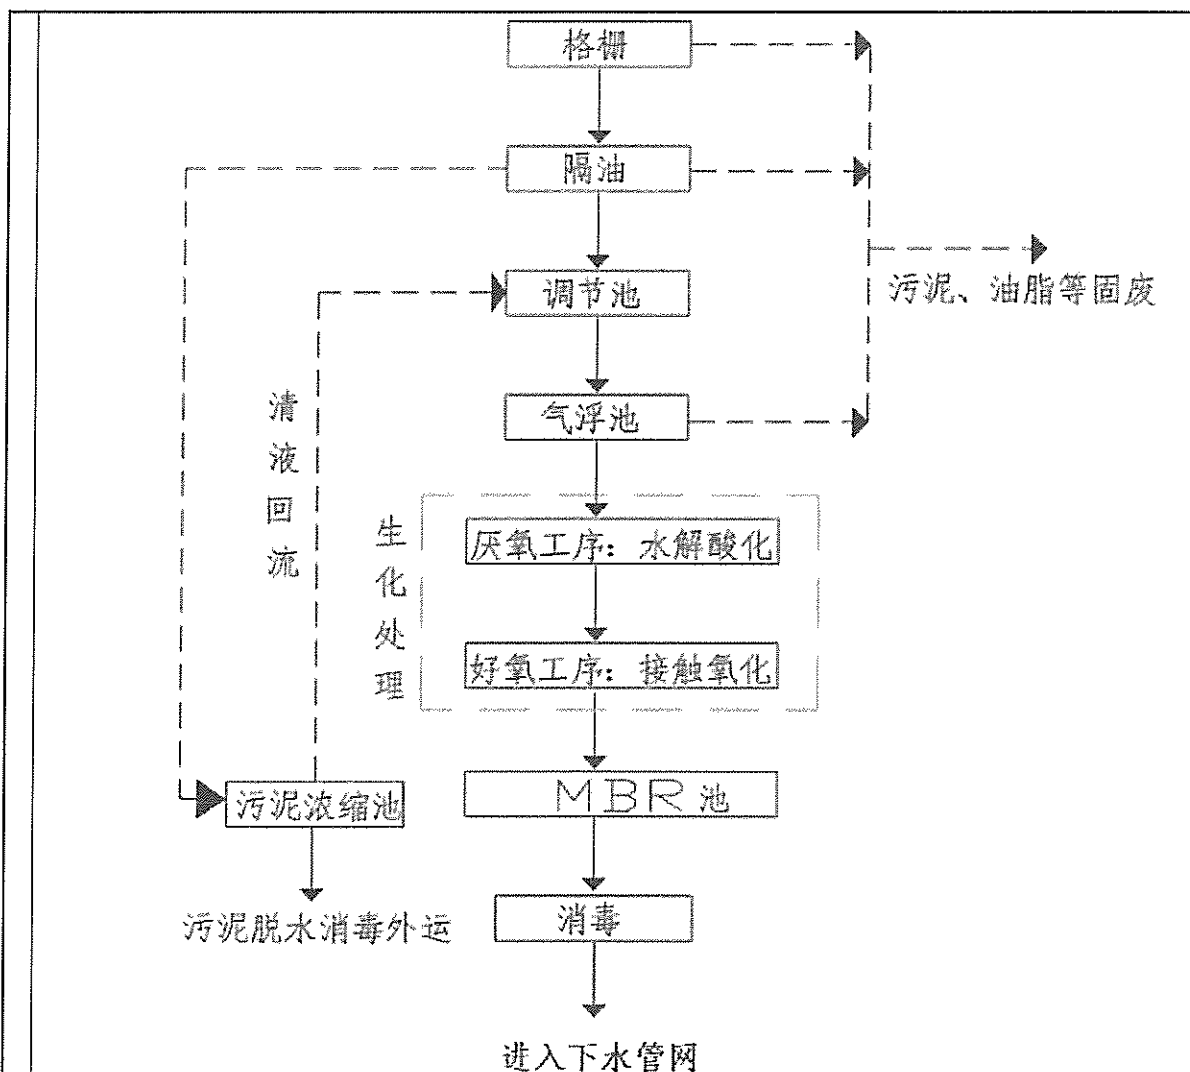 格栅
隔油
调节池
污泥、油脂等固废
气浮池
清液回流
生化处理
厌氧工序：水解酸化
好氧工序：接触氧化
MBR池
污泥浓缩池
消毒
污泥脱水消毒外运
进入下水管网